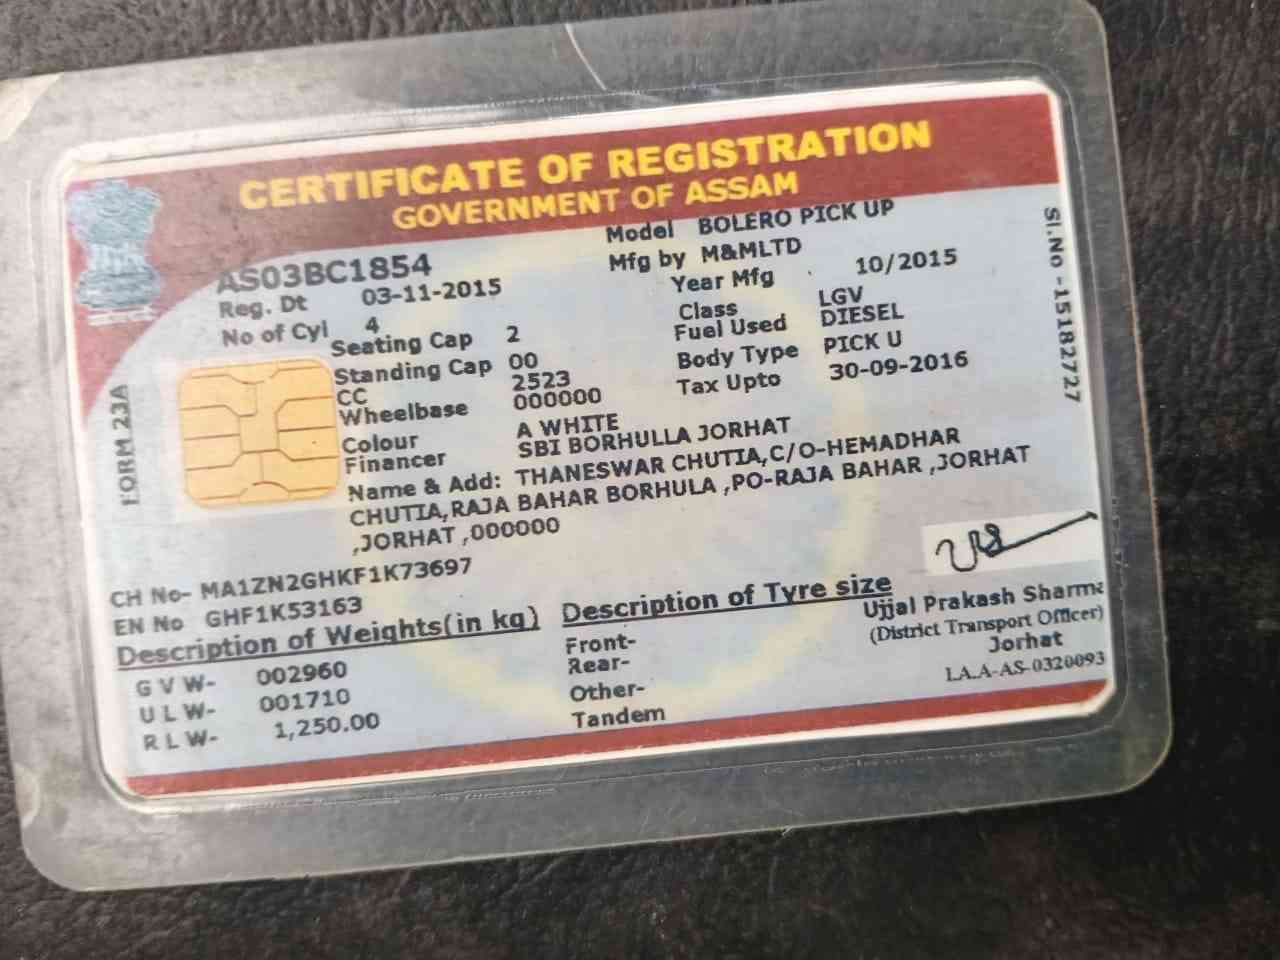 CERTIFICATE OF REGISTRATION
GOVERNMENT OF ASSAM
AS03BC1854
Reg. Dt 03-11-2015
No of Cyl 4
Seating Cap 2
Standing Cap 00
CC 2523
Wheelbase 000000
Colour A WHITE
Financer SBI BORHULLA JORHAT
Model BOLERO PICK UP
Mfg by M&MLTD
Year Mfg 10/2015
Class LGV
Fuel Used DIESEL
Body Type PICK U
Tax Upto 30-09-2016
Sl.No -15182727
FORM 23A
Name & Add: THANESWAR CHUTIA,C/O-HEMADHAR
CHUTIA,RAJA BAHAR BORHULA ,PO-RAJA BAHAR ,JORHAT
,JORHAT ,000000
CH No- MA1ZN2GHKF1K73697
EN No GHF1K53163
Description of Weights(in kg)
G V W- 002960
U L W- 001710
R L W- 1,250.00
Description of Tyre size
Front-
Rear-
Other-
Tandem
Ujjal Prakash Sharma
(District Transport Officer)
Jorhat
I.A.A-AS-0320093